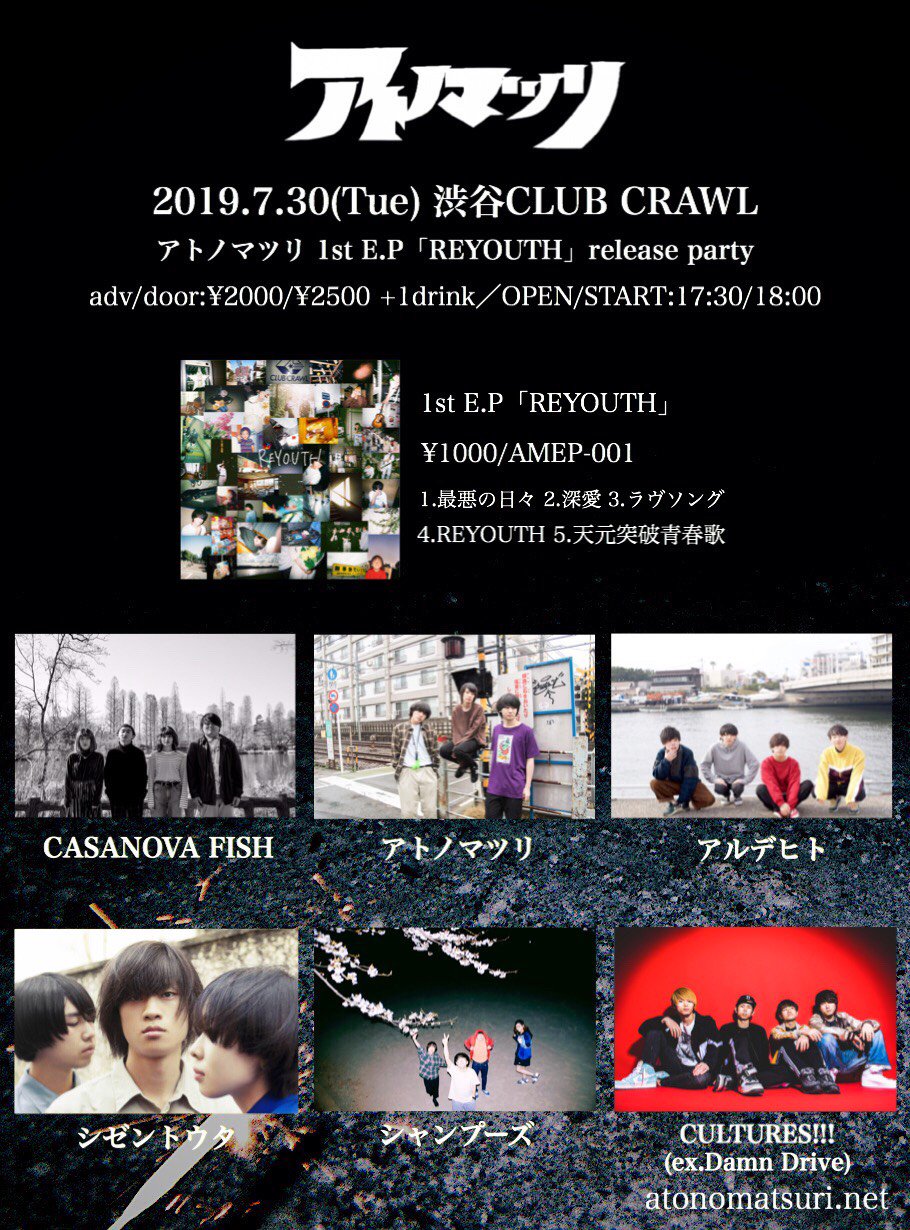 アトノマツリ
2019.7.30(Tue) 渋谷CLUB CRAWL
アトノマツリ 1st E.P「REYOUTH」release party
adv/door:¥2000/¥2500 +1drink／OPEN/START:17:30/18:00
CLUB CRAWL
REYOUTH
1st E.P「REYOUTH」
¥1000/AMEP-001
1.最悪の日々 2.深愛 3.ラヴソング
4.REYOUTH 5.天元突破青春歌
CASANOVA FISH
アトノマツリ
アルデヒト
シゼントウタ
シャンプーズ
CULTURES!!!
(ex.Damn Drive)
atonomatsuri.net